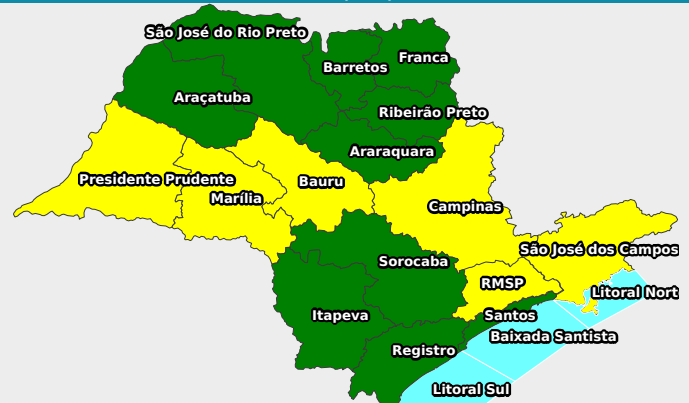 São José do Rio Preto
Franca
Barretos
Araçatuba
Ribeirão Preto
Araraquara
Presidente Prudente
Bauru
Marília
Campinas
São José dos Campos
Sorocaba
RMSP
Litoral Nort
Itapeva
Santos
Baixada Santista
Registro
Litoral Sul